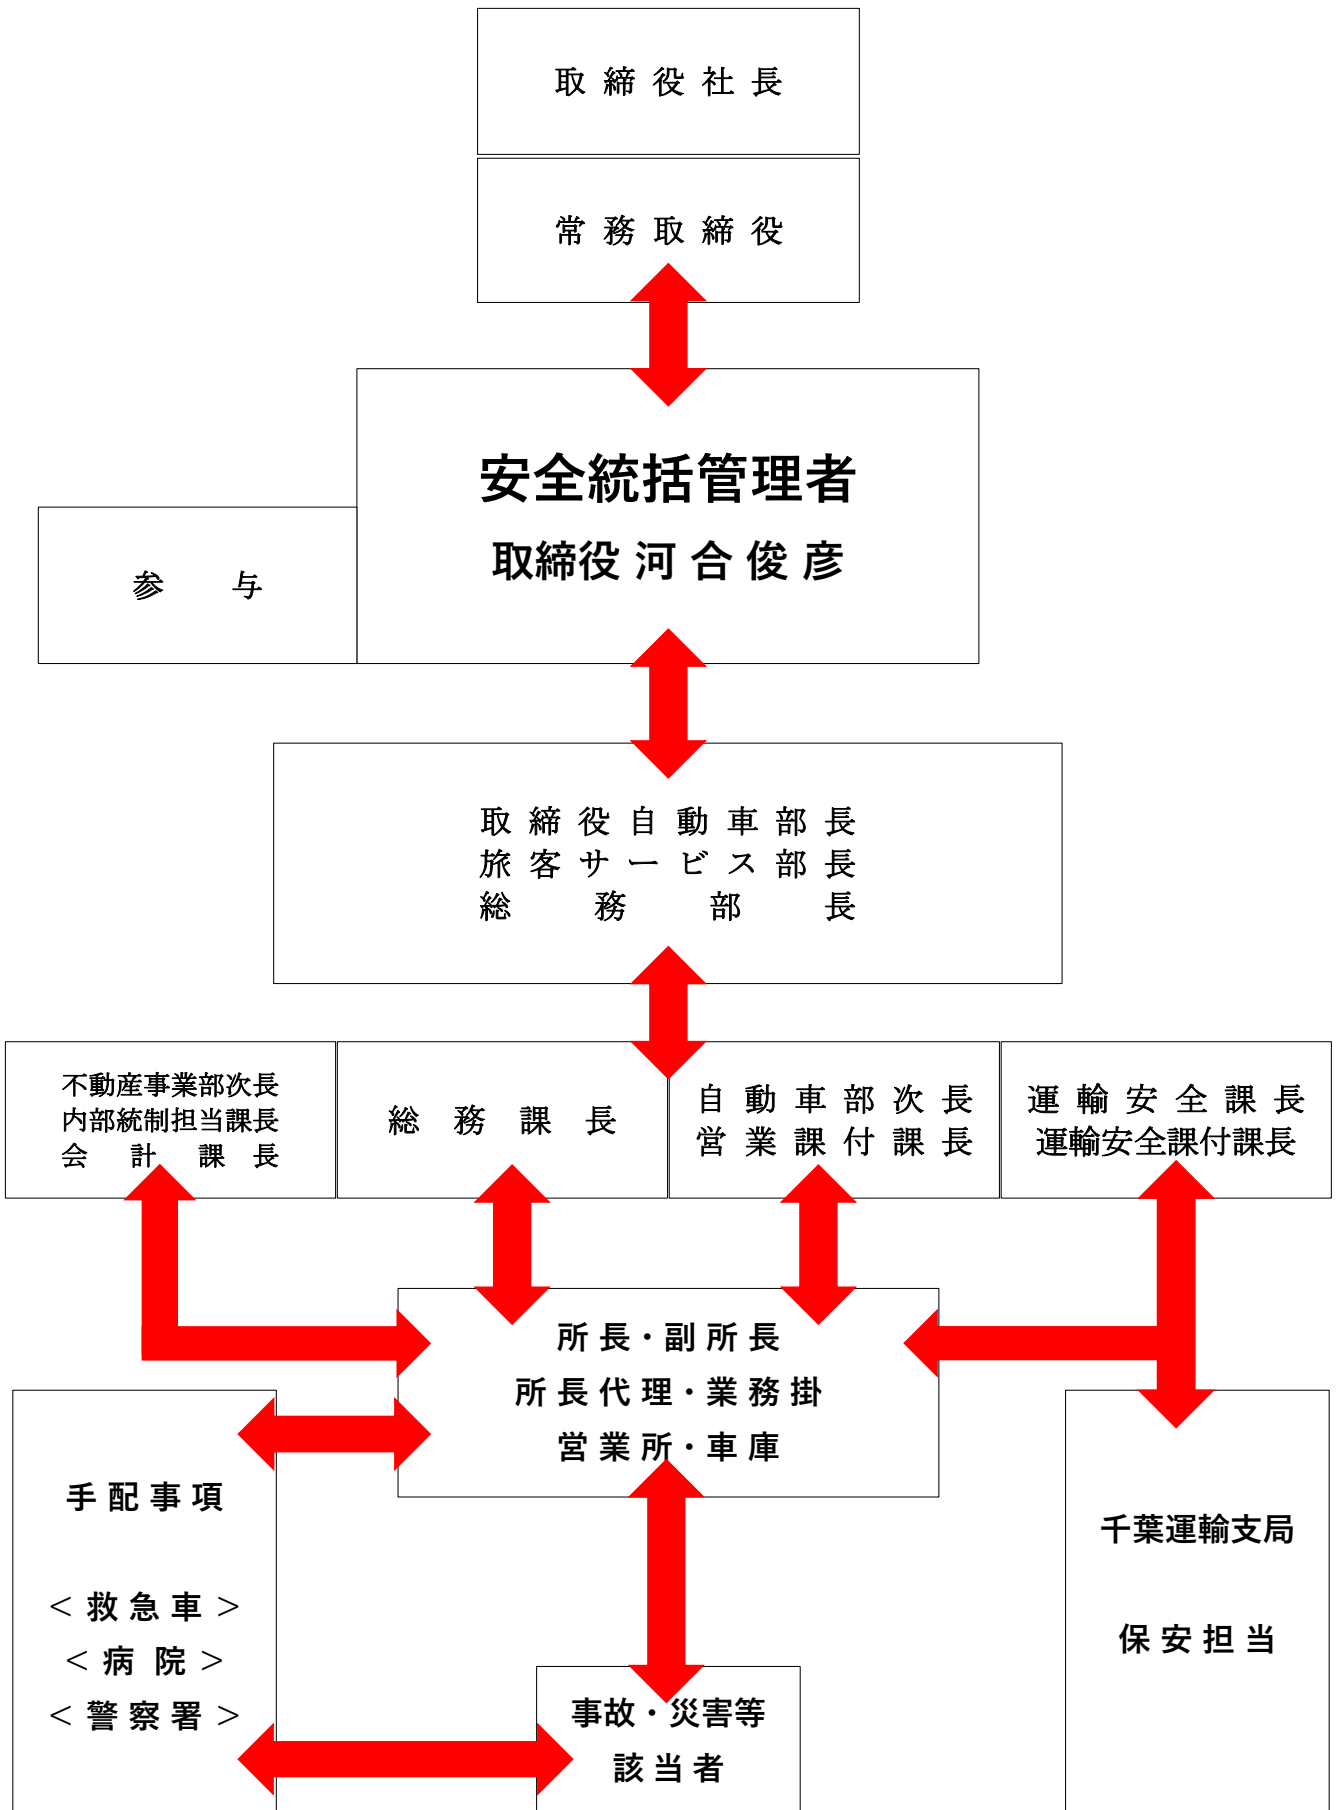 取締役社長
常務取締役
安全統括管理者
取締役 河合俊彦
参　与
取締役自動車部長
旅客サービス部長
総務部長
不動産事業部次長
内部統制担当課長
会計課長
総務課長
自動車部次長
営業課付課長
運輸安全課長
運輸安全課付課長
所長・副所長
所長代理・業務掛
営業所・車庫
手配事項
＜救急車＞
＜病院＞
＜警察署＞
千葉運輸支局
保安担当
事故・災害等
該当者